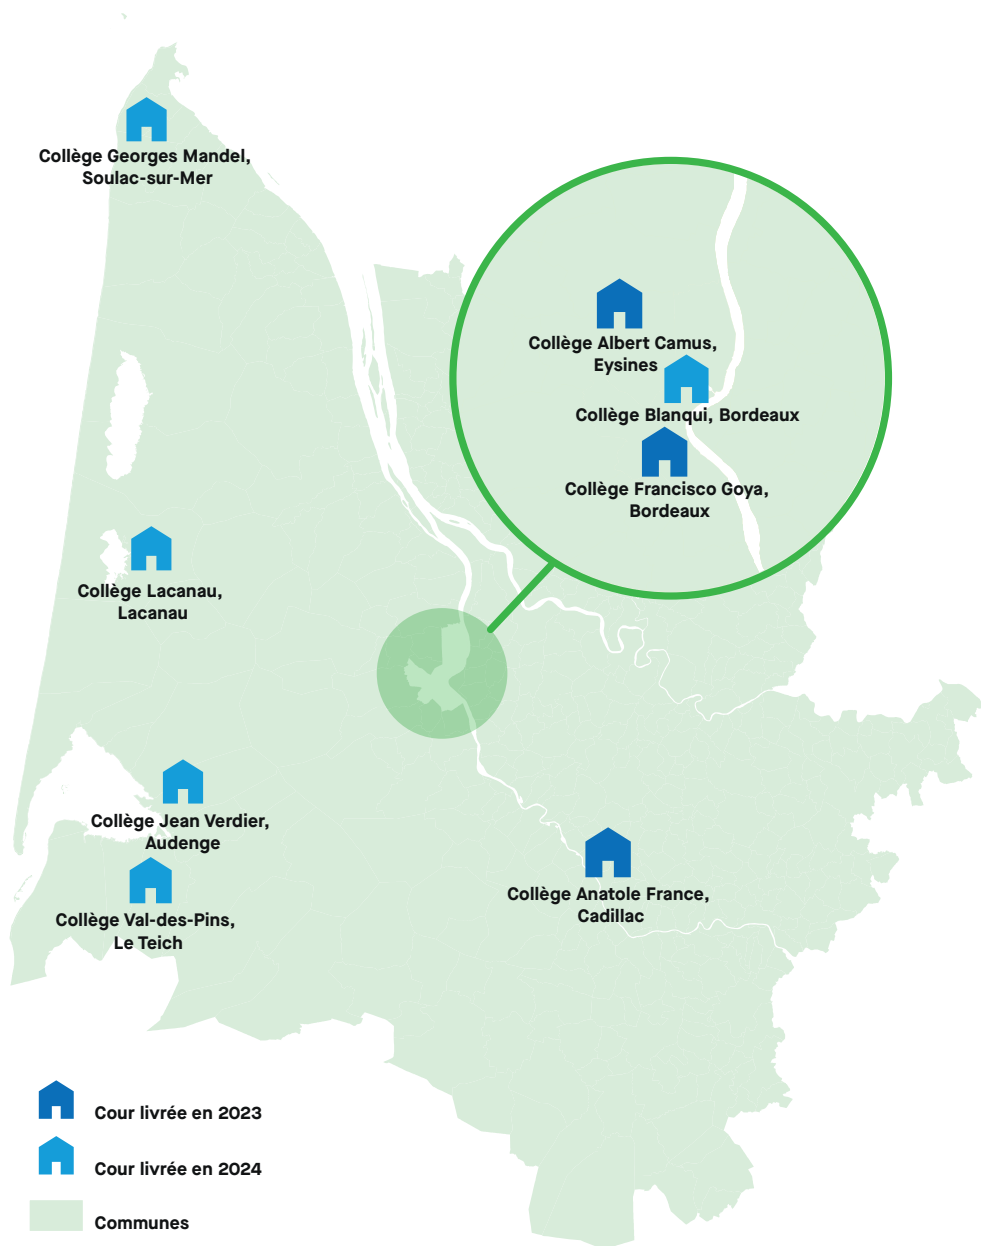 Collège Georges Mandel,
Soulac-sur-Mer
Collège Albert Camus,
Eysines
Collège Blanqui, Bordeaux
Collège Francisco Goya,
Bordeaux
Collège Lacanau,
Lacanau
Collège Jean Verdier,
Audenge
Collège Anatole France,
Cadillac
Collège Val-des-Pins,
Le Teich
Cour livrée en 2023
Cour livrée en 2024
Communes